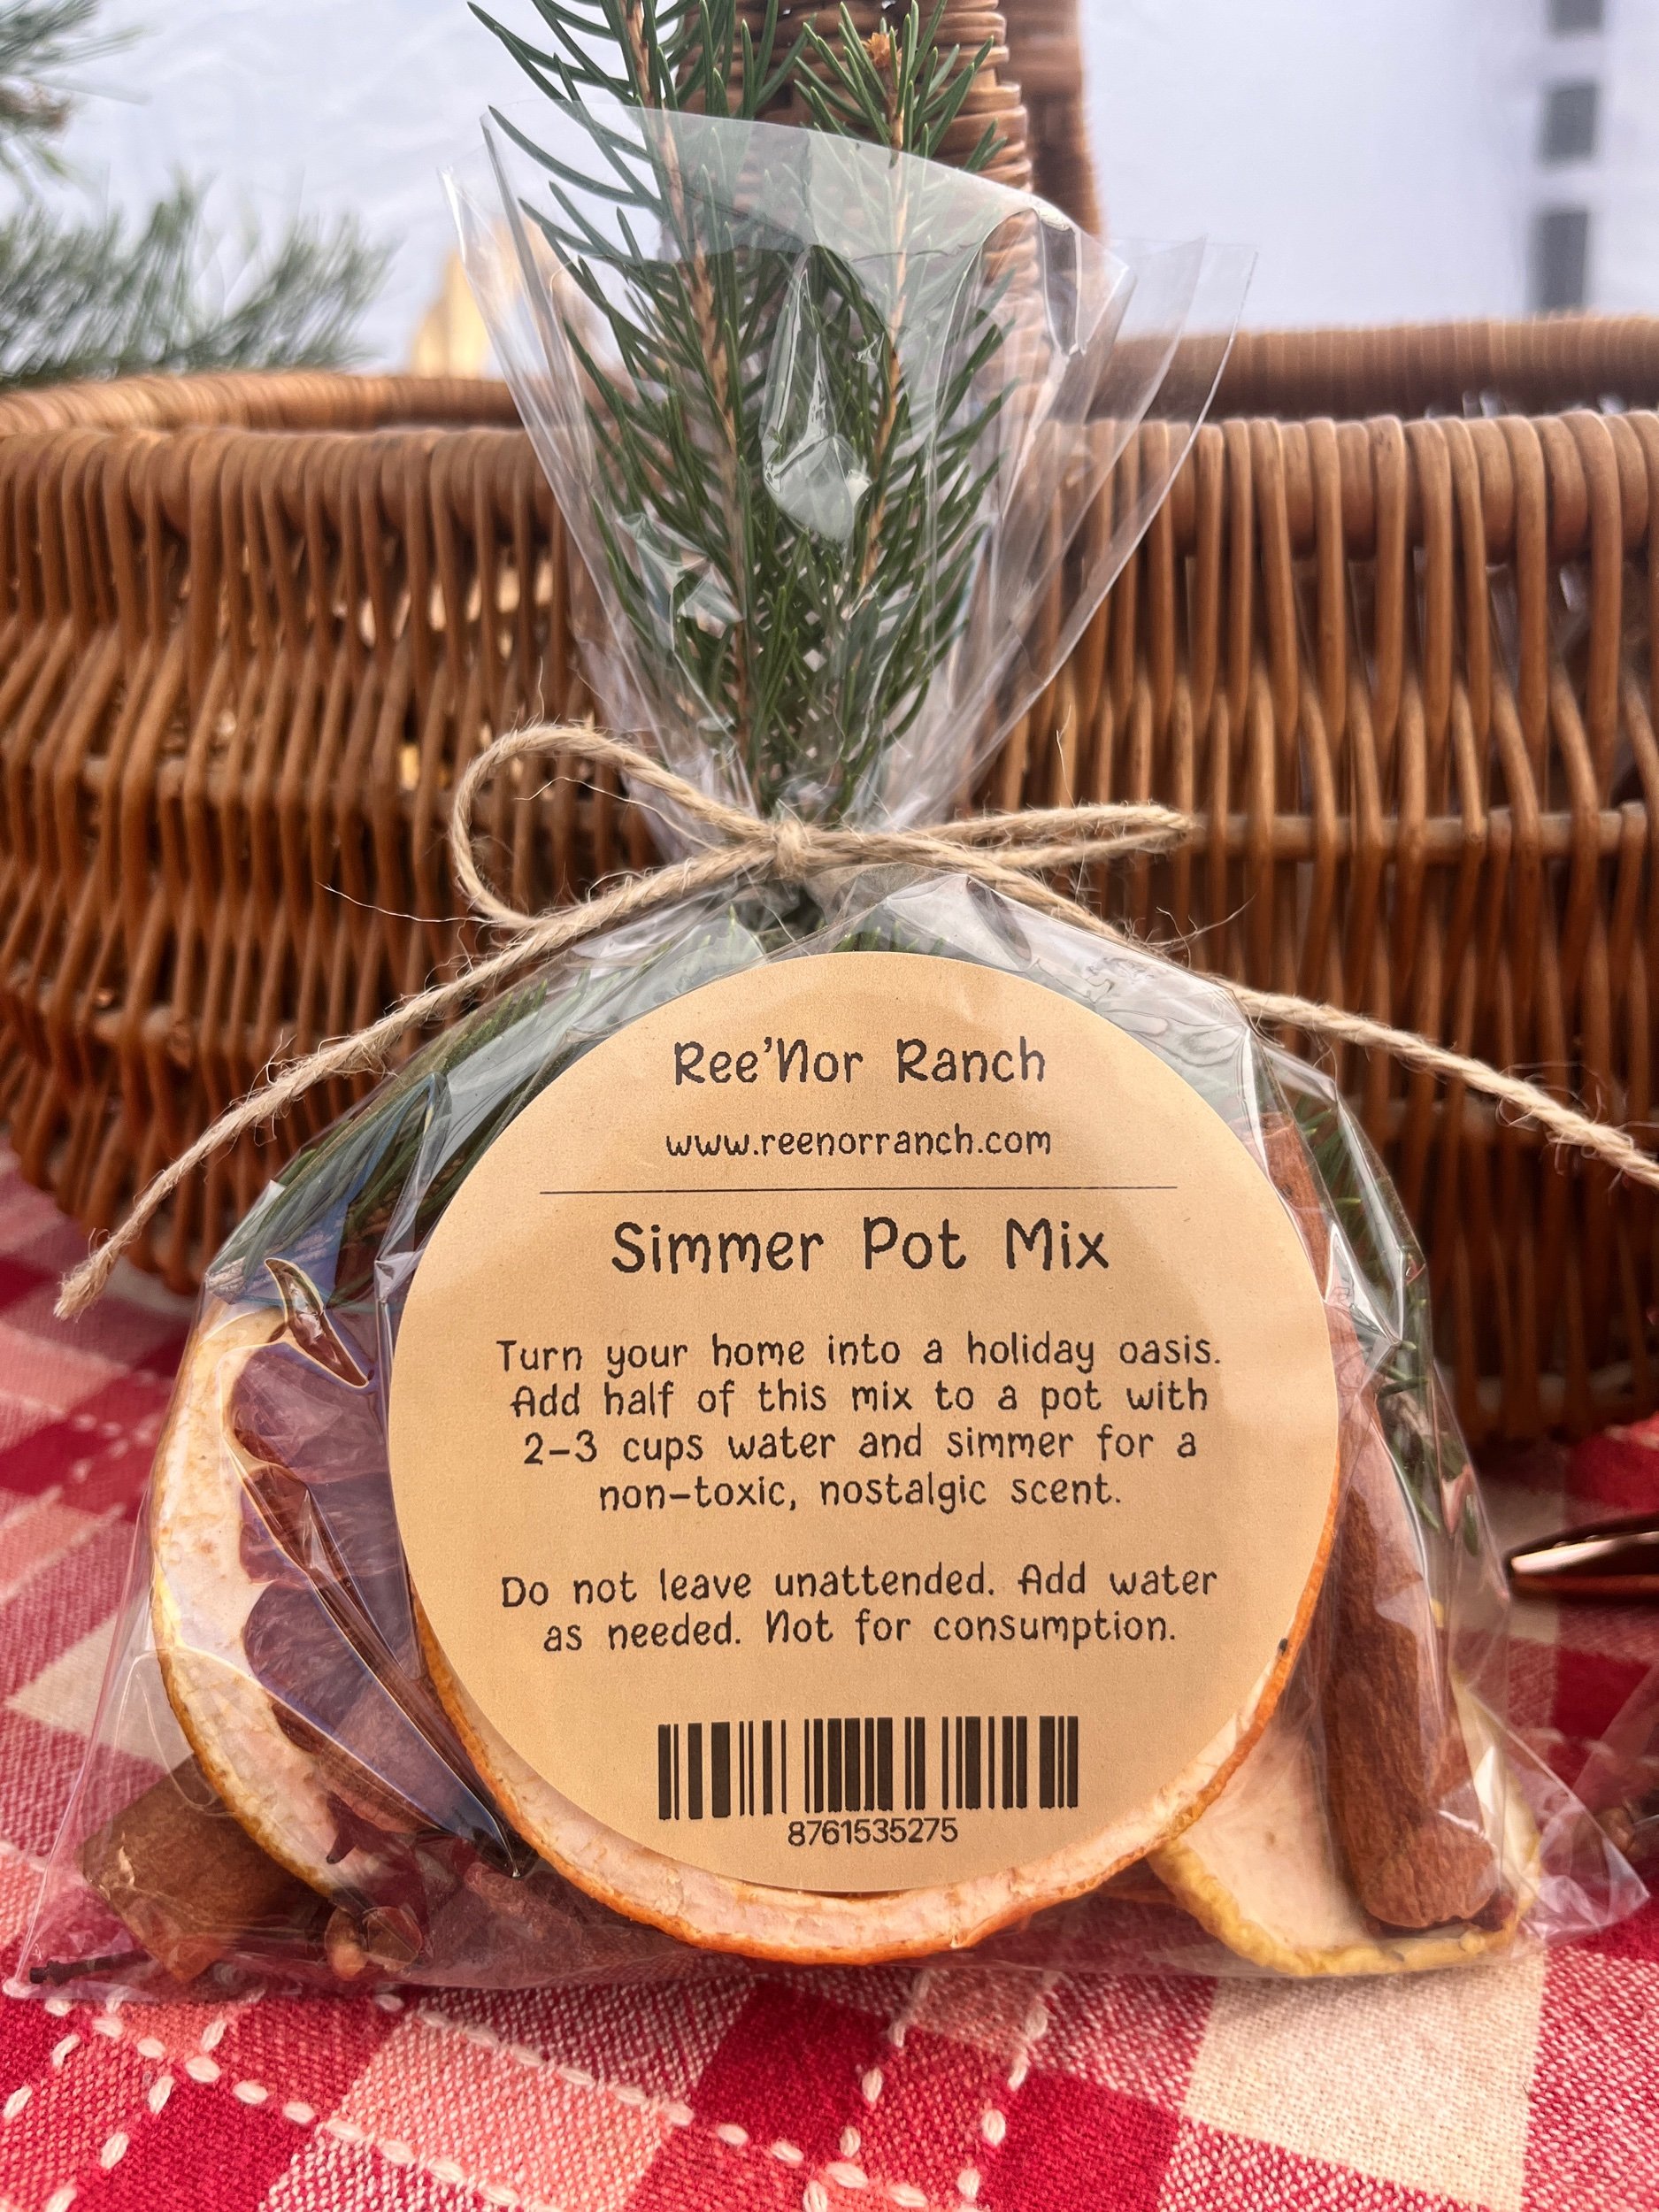 Ree'Nor Ranch
www.reenorranch.com
Simmer Pot Mix
Turn your home into a holiday oasis.
Add half of this mix to a pot with
2-3 cups water and simmer for a
non-toxic, nostalgic scent.
Do not leave unattended. Add water
as needed. Not for consumption.
8761535275